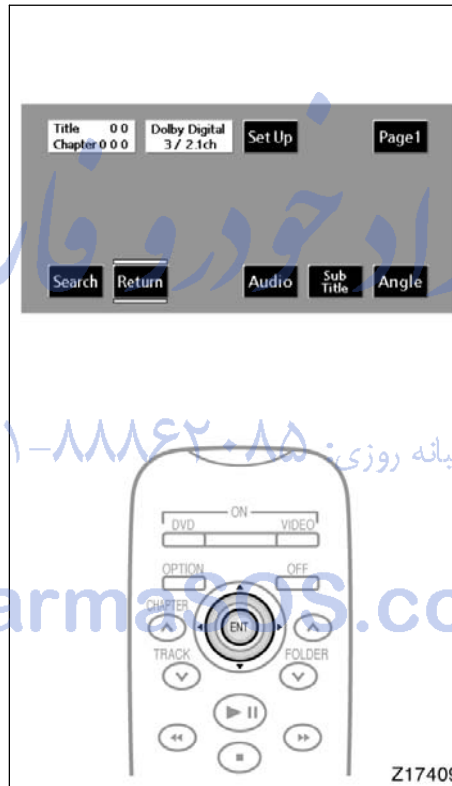 Title 0 0
Chapter 0 0 0
Dolby Digital
3 / 2.1ch
Set Up
Page1
Search
Return
Audio
Sub
Title
Angle
ON
DVD
VIDEO
OPTION
OFF
CHAPTER
ENT
TRACK
FOLDER
Z17409